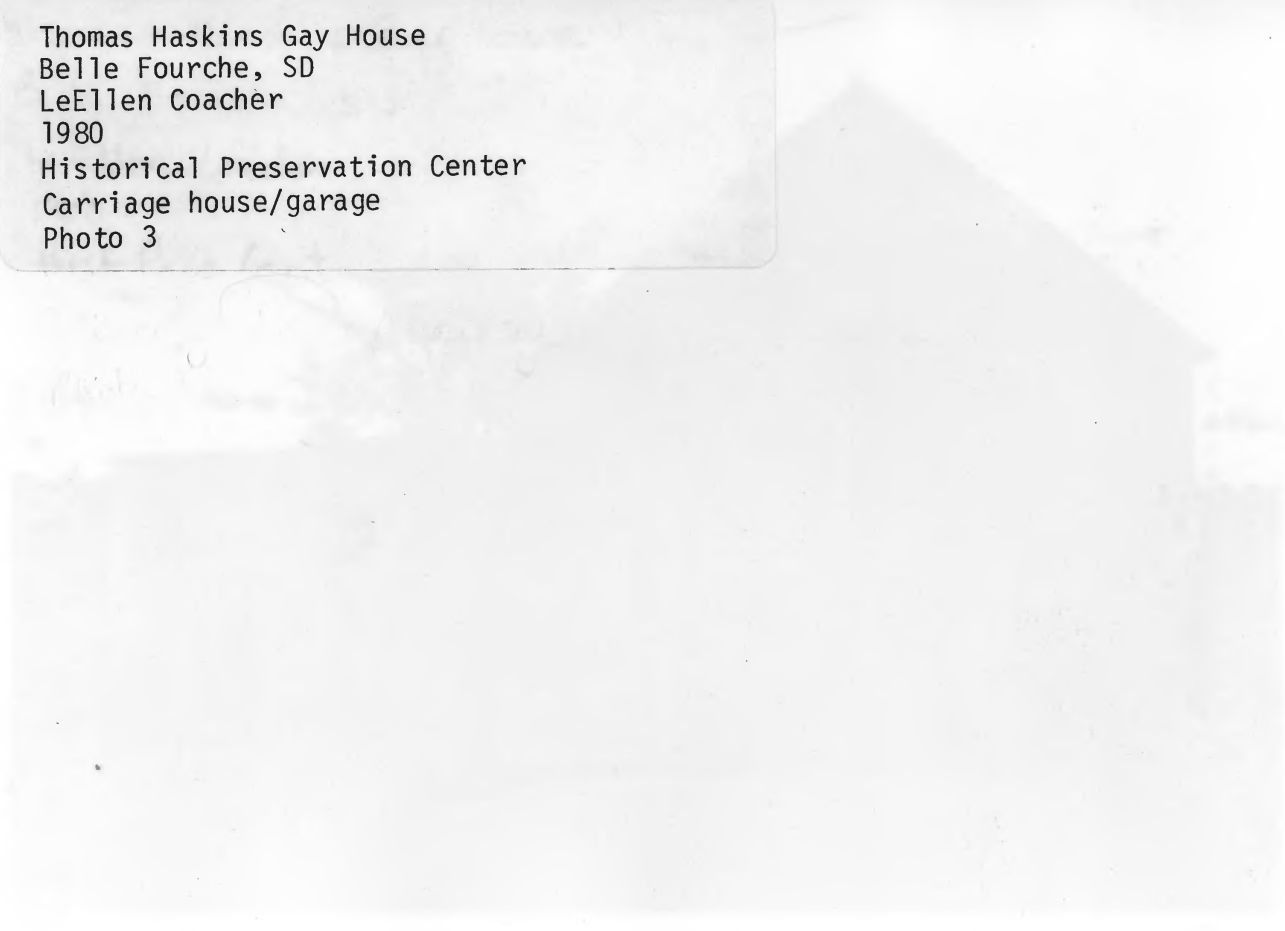 Thomas Haskins Gay House
Belle Fourche, SD
LeEllen Coacher
1980
Historical Preservation Center
Carriage house/garage
Photo 3